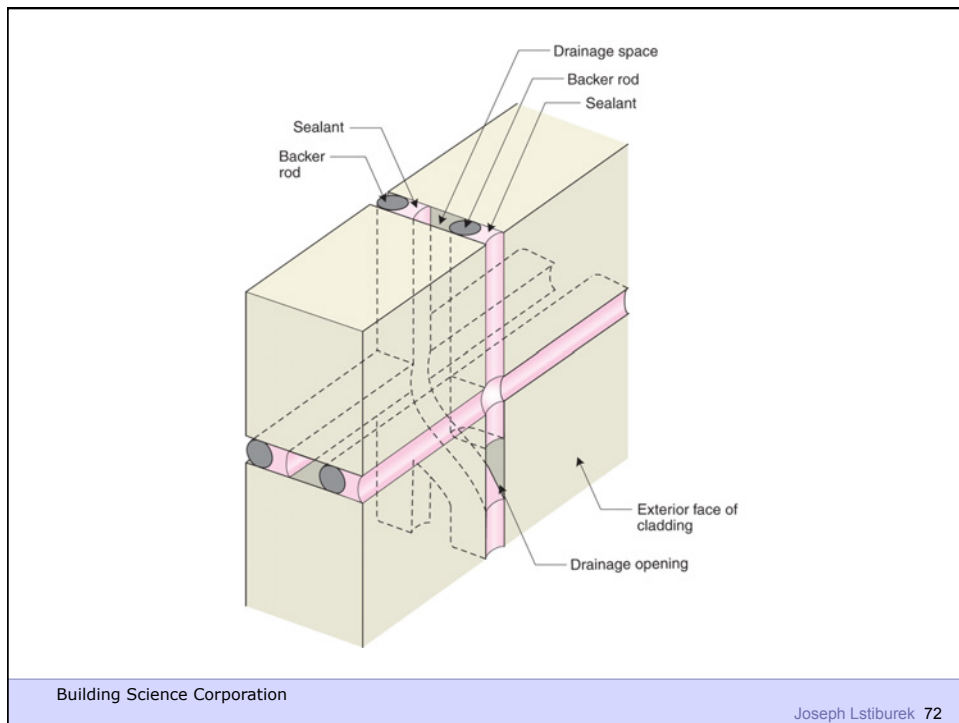 Drainage space
Backer rod
Sealant
Sealant
Backer
rod
Exterior face of
cladding
Drainage opening
Building Science Corporation
Joseph Lstiburek 72